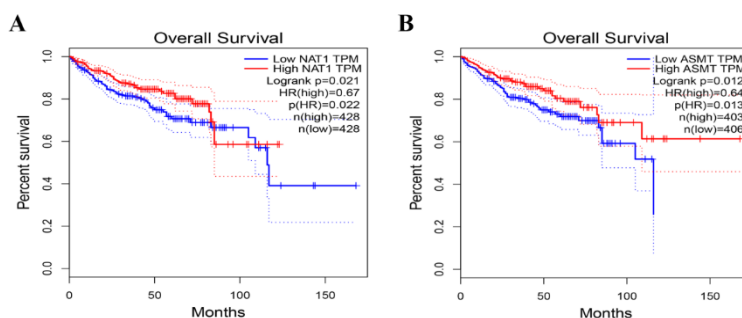 A
Overall Survival
Low NAT1 TPM
High NAT1 TPM
Logrank p=0.021
HR(high)=0.67
p(HR)=0.022
n(high)=428
n(low)=428
Percent survival
1.0
0.8
0.6
0.4
0.2
0.0
0
50
100
150
Months
B
Overall Survival
Low ASMT TPM
High ASMT TPM
Logrank p=0.012
HR(high)=0.64
p(HR)=0.013
n(high)=403
n(low)=406
Percent survival
1.0
0.8
0.6
0.4
0.2
0.0
0
50
100
150
Months